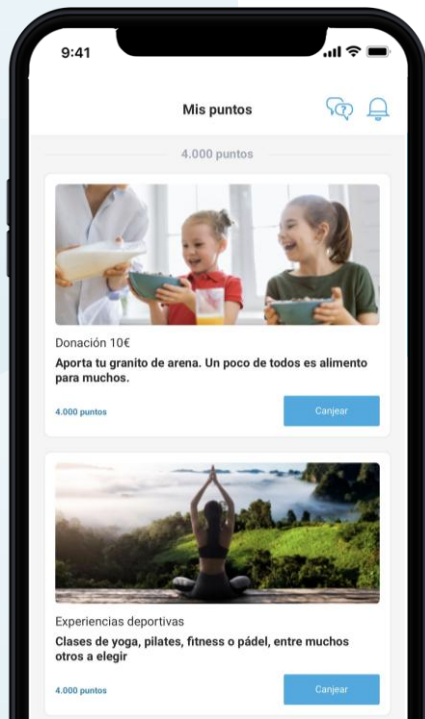 9:41
Mis puntos
4.000 puntos
Donación 10€
Aporta tu granito de arena. Un poco de todos es alimento
para muchos.
4.000 puntos
Canjear
Experiencias deportivas
Clases de yoga, pilates, fitness o pádel, entre muchos
otros a elegir
4.000 puntos
Canjear